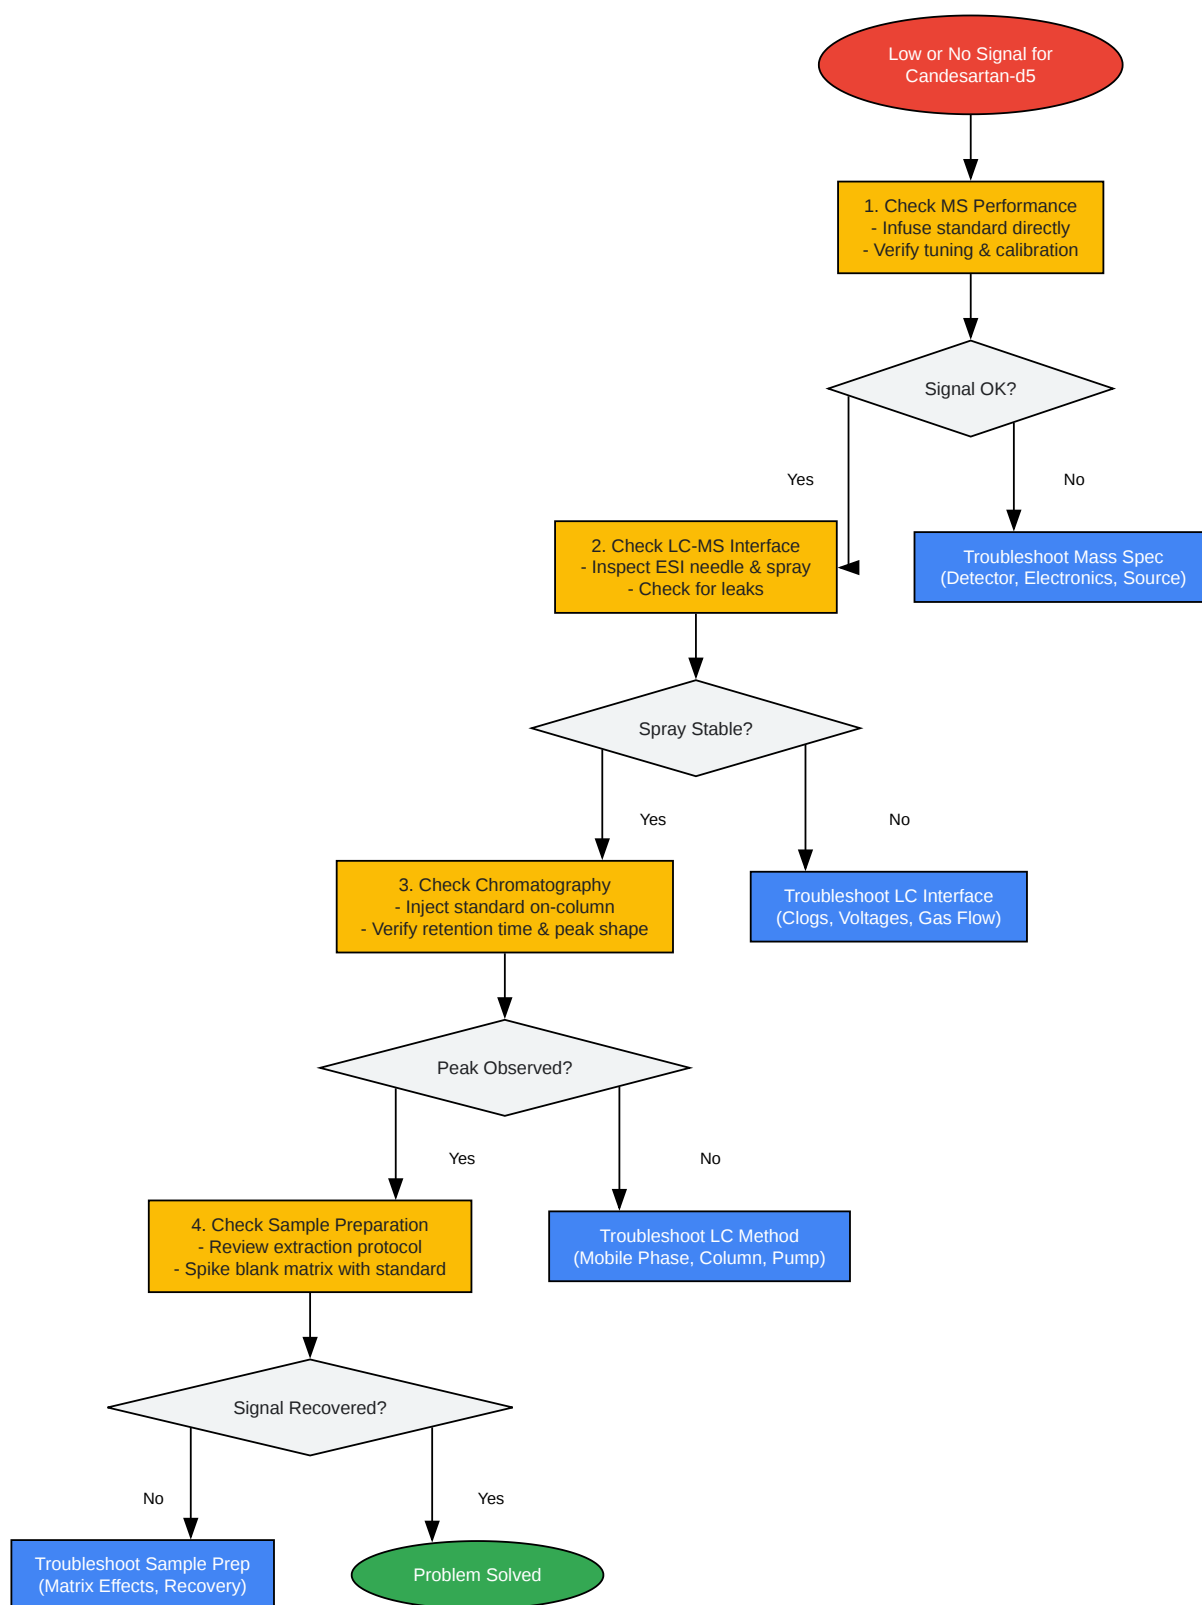 Low or No Signal for
Candesartan-d5
1. Check MS Performance
- Infuse standard directly
- Verify tuning & calibration
Signal OK?
Yes
No
2. Check LC-MS Interface
- Inspect ESI needle & spray
- Check for leaks
Troubleshoot Mass Spec
(Detector, Electronics, Source)
Spray Stable?
Yes
No
3. Check Chromatography
- Inject standard on-column
- Verify retention time & peak shape
Troubleshoot LC Interface
(Clogs, Voltages, Gas Flow)
Peak Observed?
Yes
No
4. Check Sample Preparation
- Review extraction protocol
- Spike blank matrix with standard
Troubleshoot LC Method
(Mobile Phase, Column, Pump)
Signal Recovered?
No
Yes
Troubleshoot Sample Prep
(Matrix Effects, Recovery)
Problem Solved